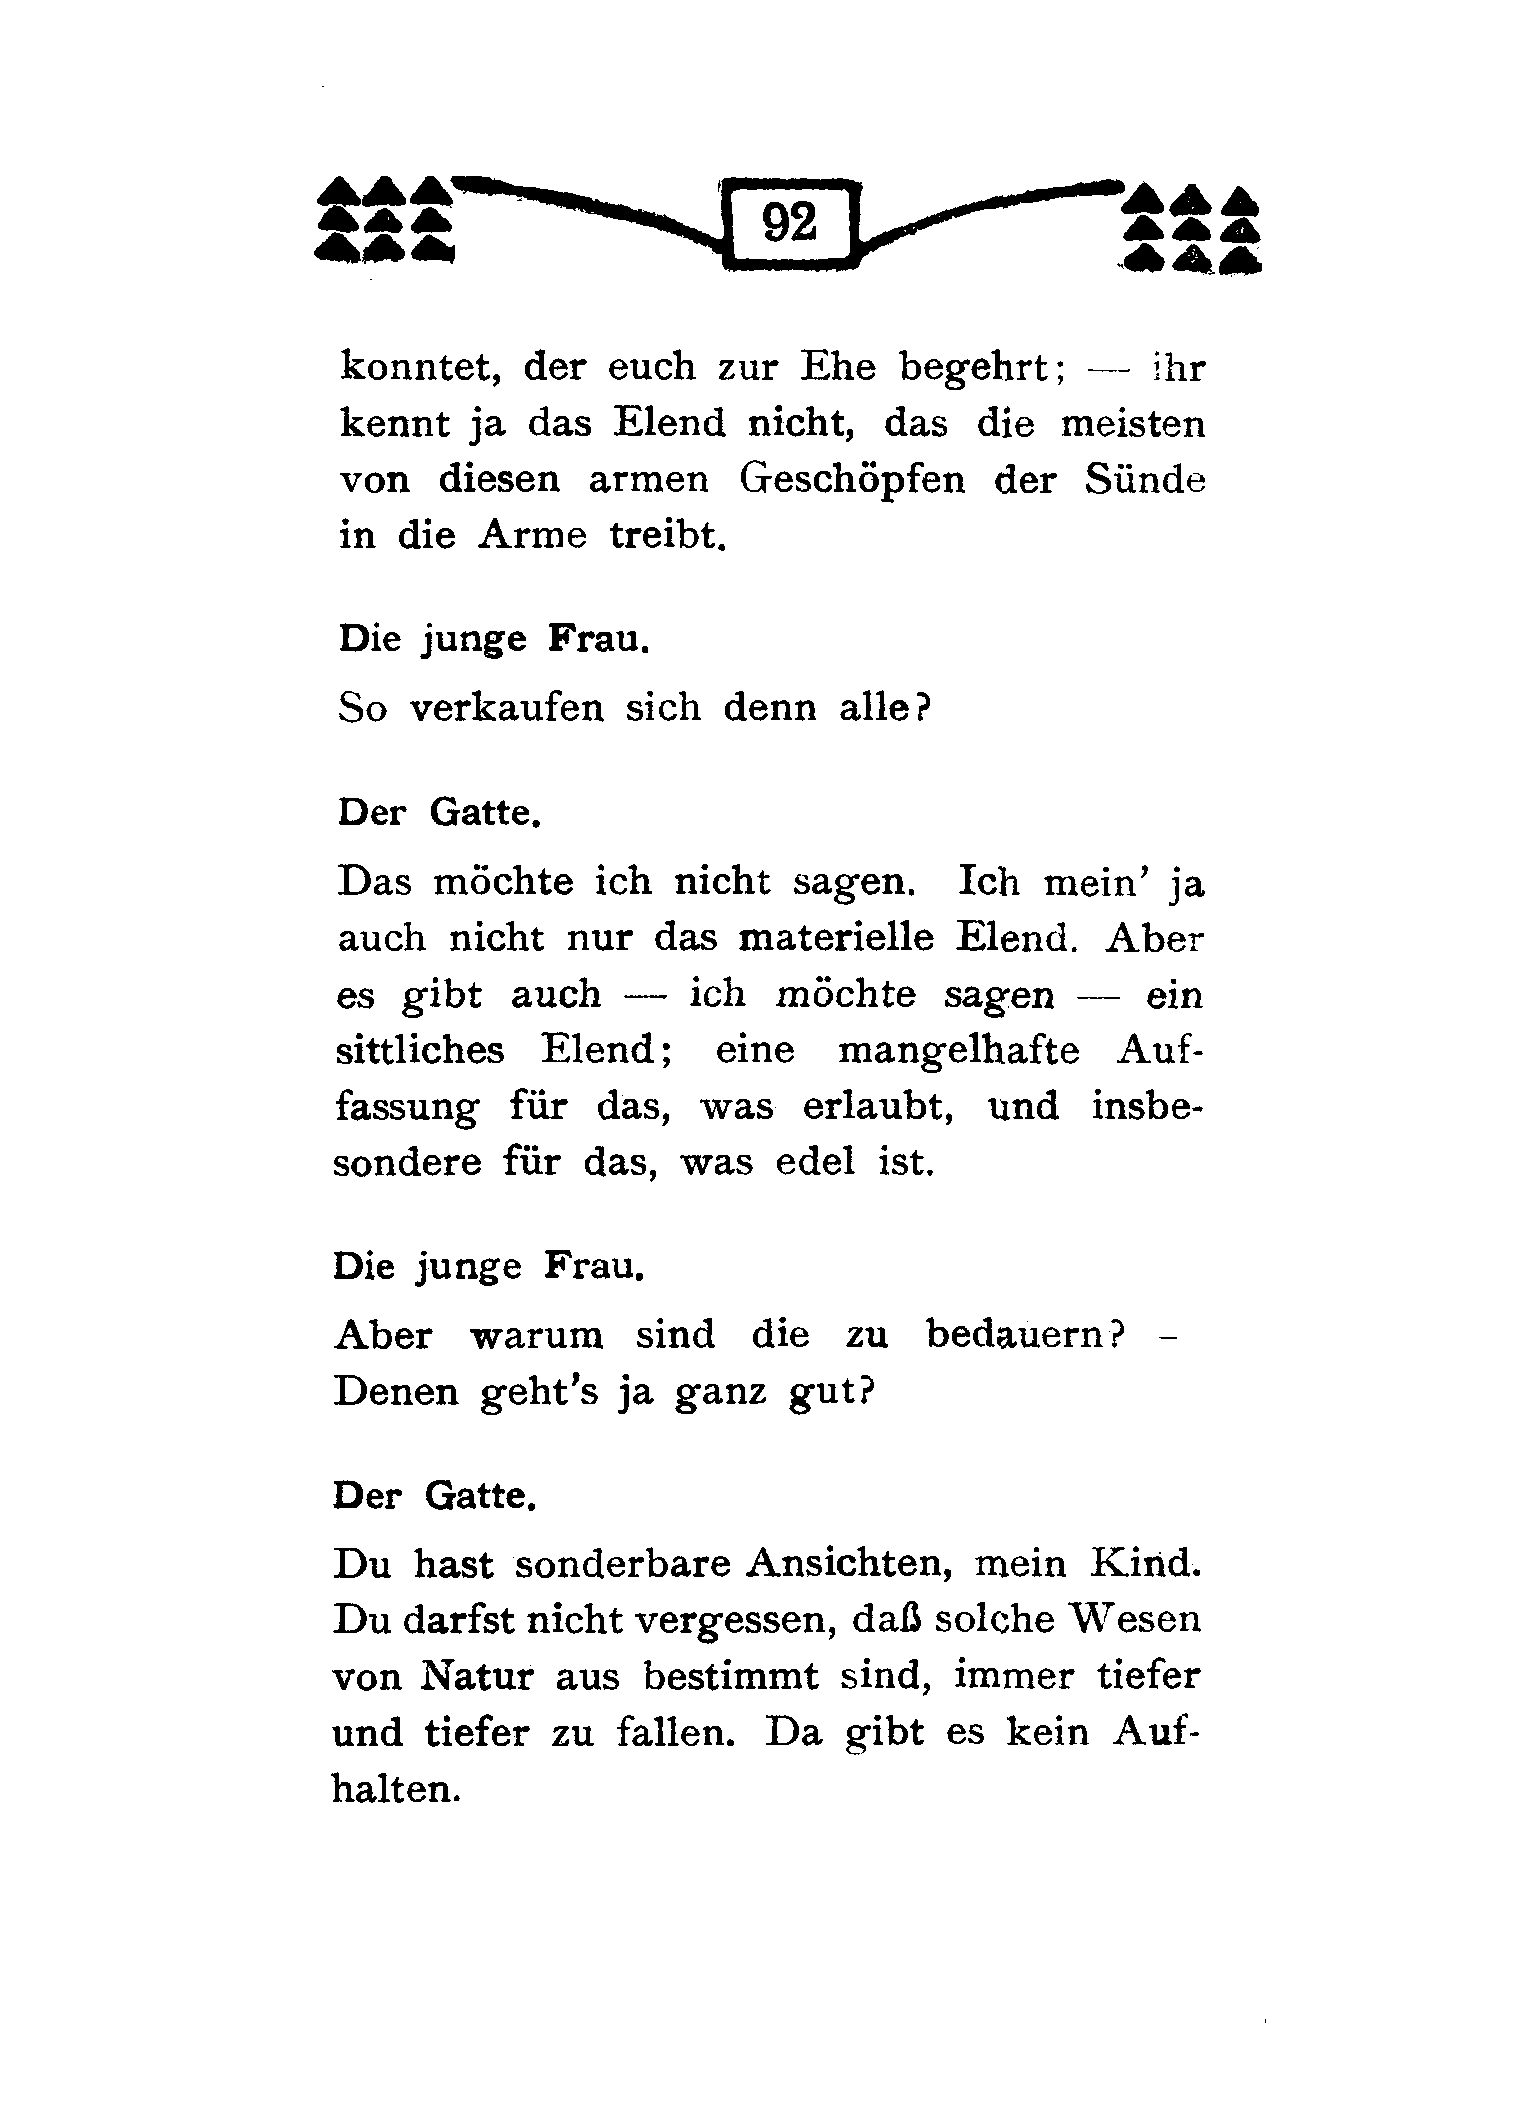 92
konntet, der euch zur Ehe begehrt; — ihr
kennt ja das Elend nicht, das die meisten
von diesen armen Geschöpfen der Sünde
in die Arme treibt.
Die junge Frau.
So verkaufen sich denn alle?
Der Gatte.
Das möchte ich nicht sagen. Ich mein’ ja
auch nicht nur das materielle Elend. Aber
es gibt auch — ich möchte sagen — ein
sittliches Elend; eine mangelhafte Auf-
fassung für das, was erlaubt, und insbe-
sondere für das, was edel ist.
Die junge Frau.
Aber warum sind die zu bedauern? –
Denen geht’s ja ganz gut?
Der Gatte.
Du hast sonderbare Ansichten, mein Kind.
Du darfst nicht vergessen, daß solche Wesen
von Natur aus bestimmt sind, immer tiefer
und tiefer zu fallen. Da gibt es kein Auf-
halten.